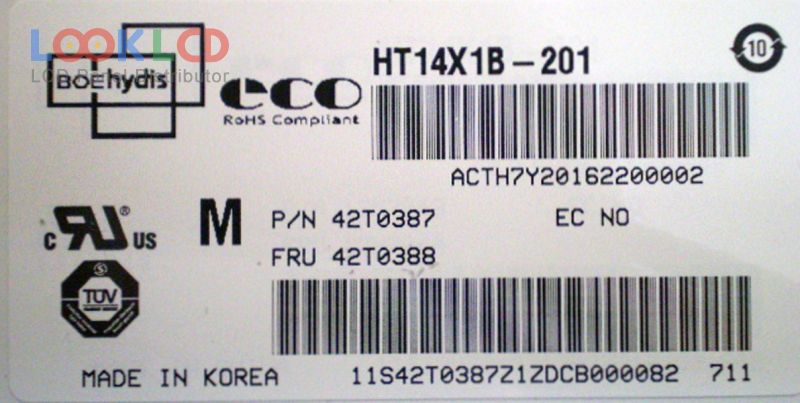 LOOKLCD
LCD Panel Distributor
BOEhydis
eco
RoHS Compliant
HT14X1B-201
10
ACTH7Y20162200002
c RU ® US
M
P/N 42T0387
EC NO
FRU 42T0388
TÜV
MADE IN KOREA
11S42T0387Z1ZDCB000082 711